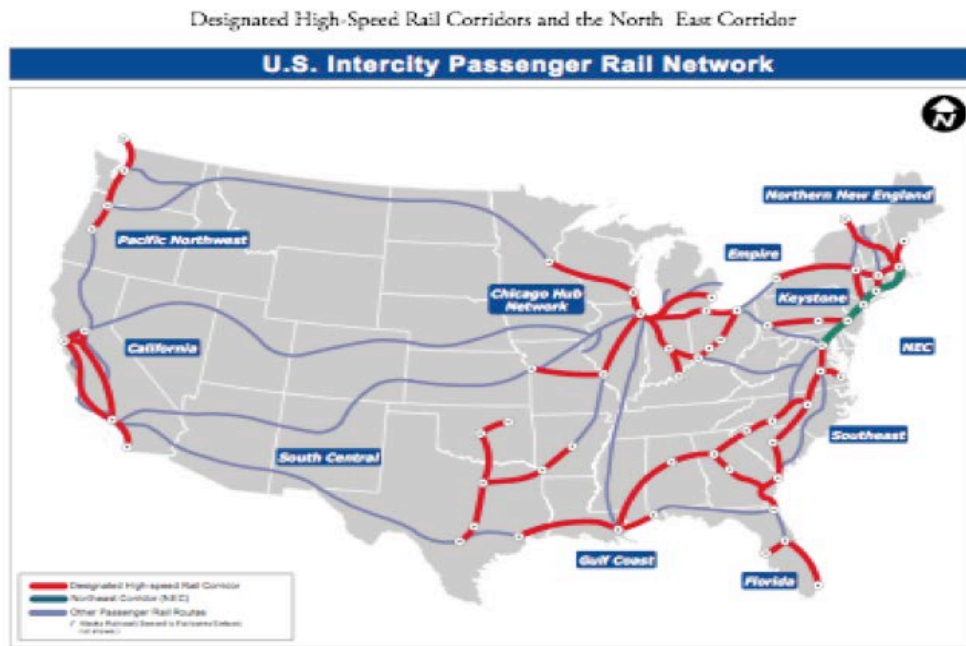 Designated High-Speed Rail Corridors and the North East Corridor
U.S. Intercity Passenger Rail Network
N
Northern New England
Pacific Northwest
Empire
Chicago Hub
Network
Keystone
California
NEC
Southeast
South Central
Gulf Coast
Florida
Designated High-speed Rail Corridor
Northeast Corridor (NEC)
Other Passenger Rail Routes